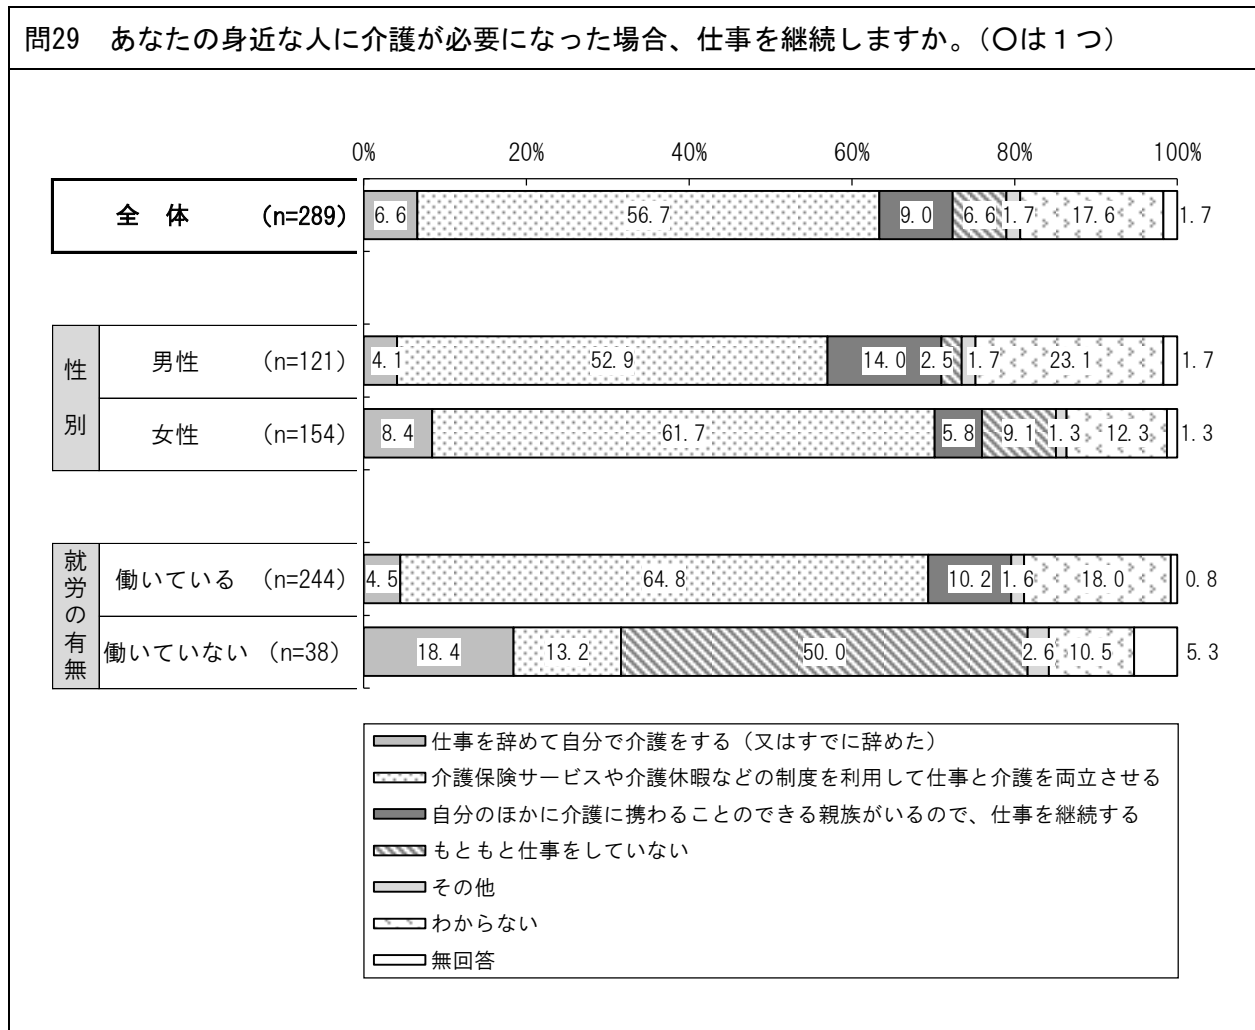 問29　あなたの身近な人に介護が必要になった場合、仕事を継続しますか。（〇は１つ）
0% 20% 40% 60% 80% 100%
全　体 (n=289) 6.6 56.7 9.0 6.6 1.7 17.6 1.7
性別
男性 (n=121) 4.1 52.9 14.0 2.5 1.7 23.1 1.7
女性 (n=154) 8.4 61.7 5.8 9.1 1.3 12.3 1.3
就労の有無
働いている (n=244) 4.5 64.8 10.2 1.6 18.0 0.8
働いていない (n=38) 18.4 13.2 50.0 2.6 10.5 5.3
仕事を辞めて自分で介護をする（又はすでに辞めた）
介護保険サービスや介護休暇などの制度を利用して仕事と介護を両立させる
自分のほかに介護に携わることのできる親族がいるので、仕事を継続する
もともと仕事をしていない
その他
わからない
無回答